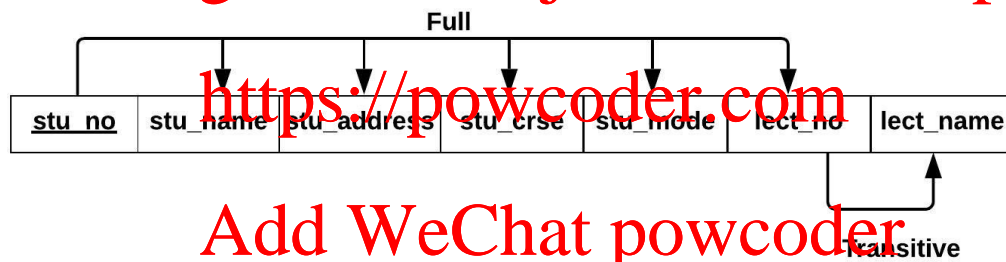 Full
https://powcoder.com
stu_no stu_name stu_address stu_crse stu_mode lect_no lect_name
Add WeChat powcoder
Transitive